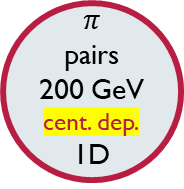 π
pairs
200 GeV
cent. dep.
1D